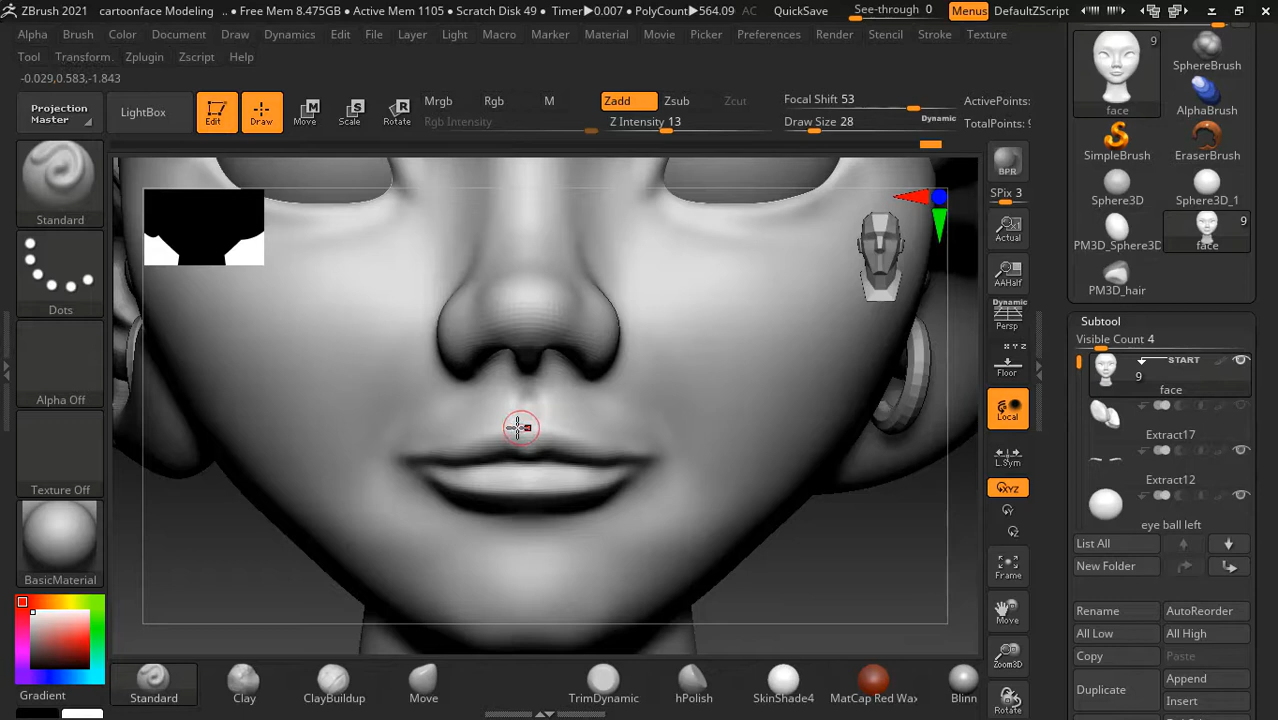 ZBrush 2021 cartoonface Modeling .. • Free Mem 8.475GB • Active Mem 1105 • Scratch Disk 49 • Timer▶0.007 • PolyCount▶564.09 AC QuickSave See-through 0 Menus DefaultZScript
Alpha Brush Color Document Draw Dynamics Edit File Layer Light Macro Marker Material Movie Picker Preferences Render Stencil Stroke Texture
Tool Transform. Zplugin Zscript Help
-0.029,0.583,-1.843
Projection Master
LightBox
Edit
Draw
Move
Scale
Rotate
Mrgb Rgb M
Rgb Intensity
Zadd Zsub Zcut
Z Intensity 13
Focal Shift 53
Draw Size 28
Dynamic
ActivePoints:
TotalPoints: 9
Standard
Dots
Alpha Off
Texture Off
BasicMaterial
Gradient
BPR
SPix 3
Actual
AAHalf
Dynamic
Persp
X Y Z
Floor
Local
L.Sym
XYZ
Y
Z
Frame
Move
Zoom3D
Rotate
9
face
SphereBrush
AlphaBrush
SimpleBrush
EraserBrush
Sphere3D
Sphere3D_1
PM3D_Sphere3D
9
face
PM3D_hair
Subtool
Visible Count 4
START
9
face
Extract17
Extract12
eye ball left
List All
New Folder
Rename AutoReorder
All Low All High
Copy Paste
Duplicate
Append
Insert
Standard Clay ClayBuildup Move TrimDynamic hPolish SkinShade4 MatCap Red Wax Blinn